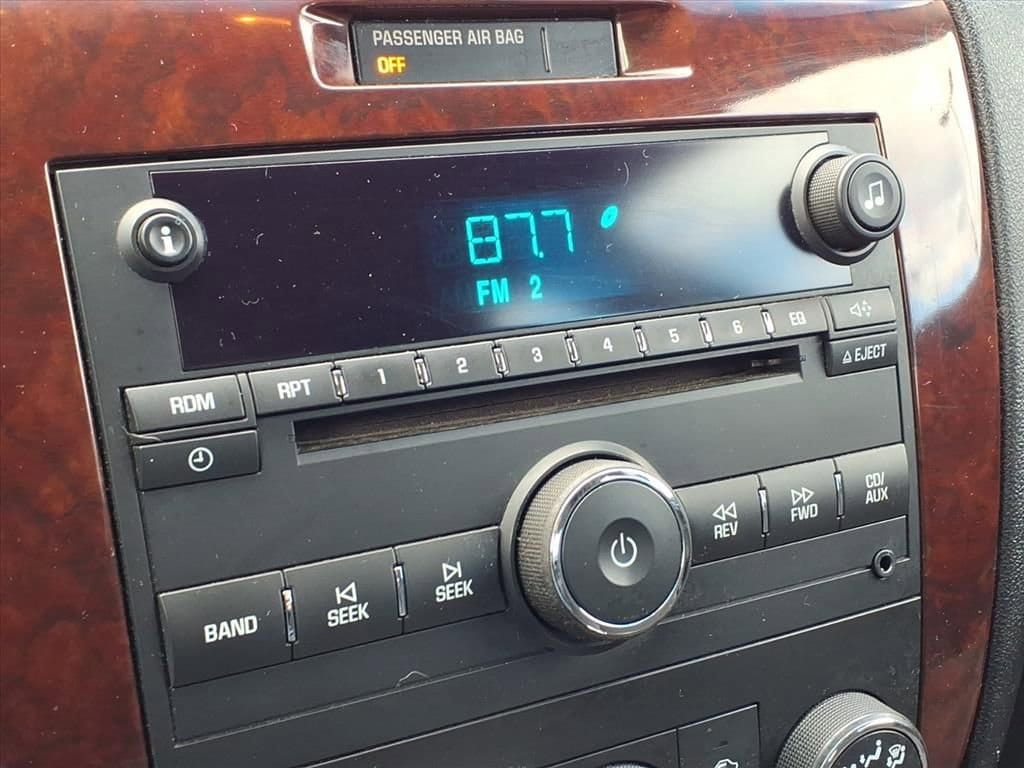 PASSENGER AIR BAG
OFF
i
87.7
FM 2
RDM RPT 1 2 3 4 5 6 EQ
EJECT
REV FWD CD/
AUX
BAND SEEK SEEK